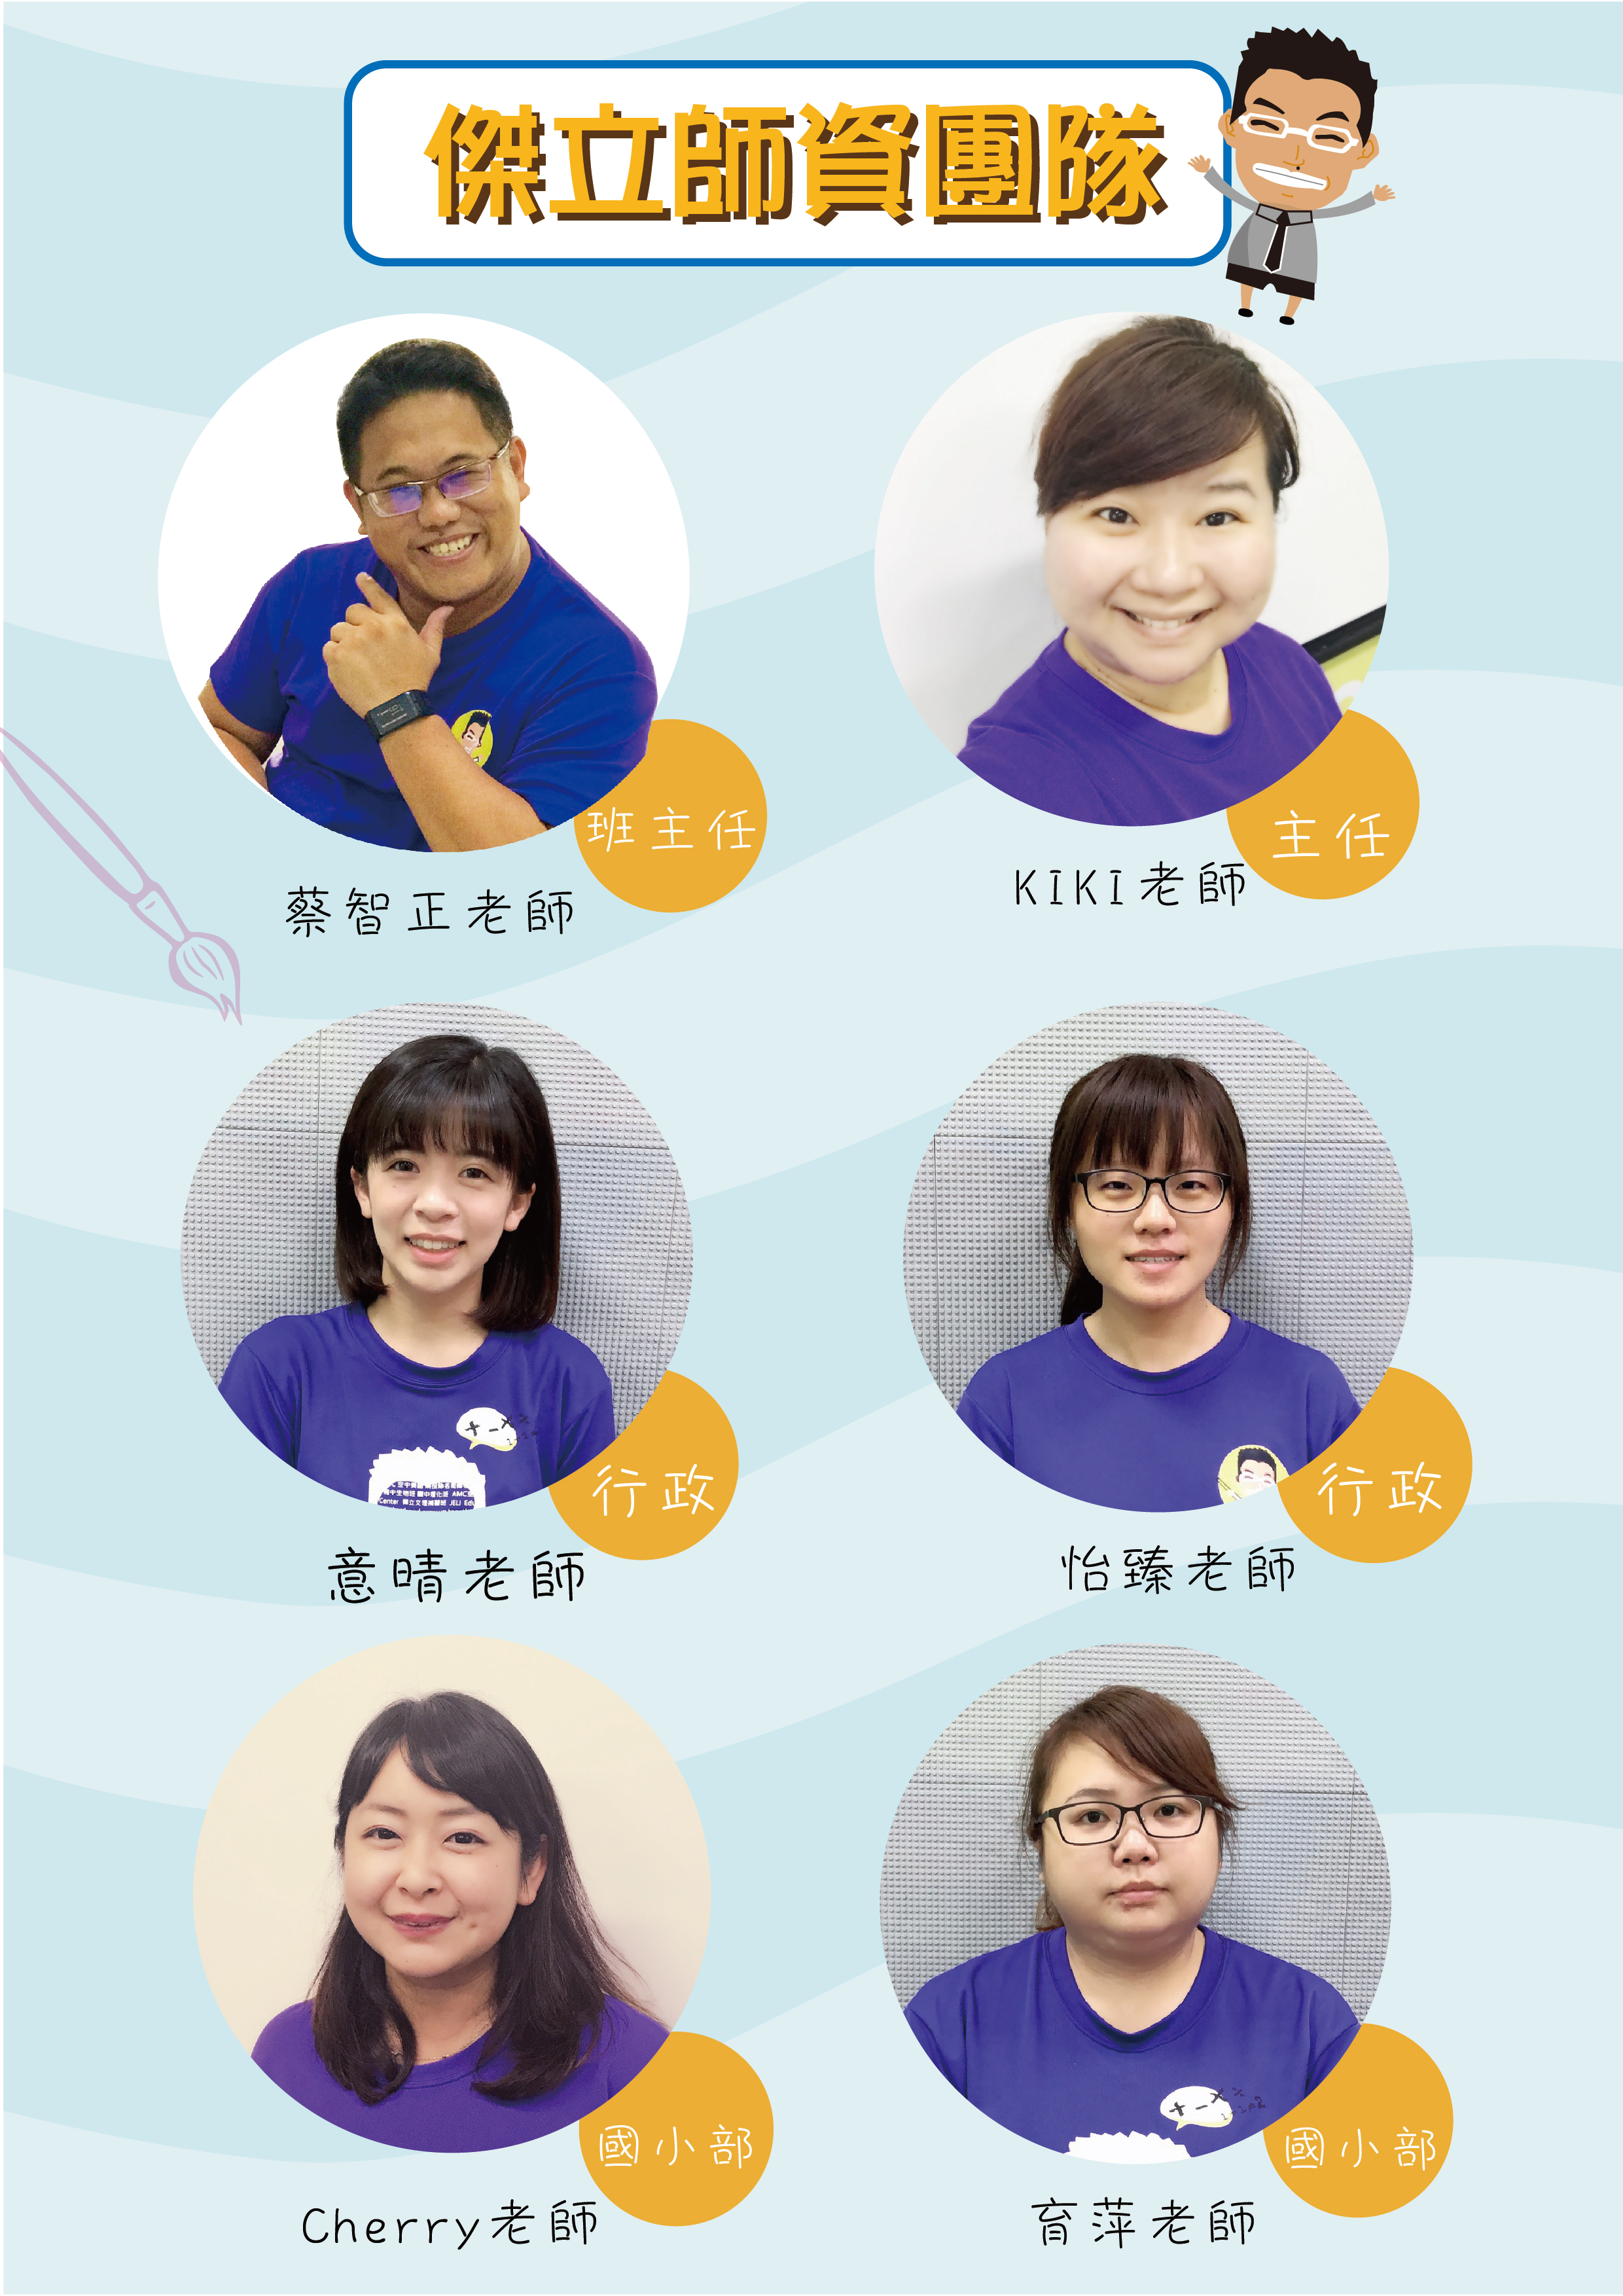 傑立師資團隊
班主任
蔡智正老師
主任
KIKI老師
行政
意晴老師
行政
怡臻老師
國小部
Cherry老師
國小部
育萍老師